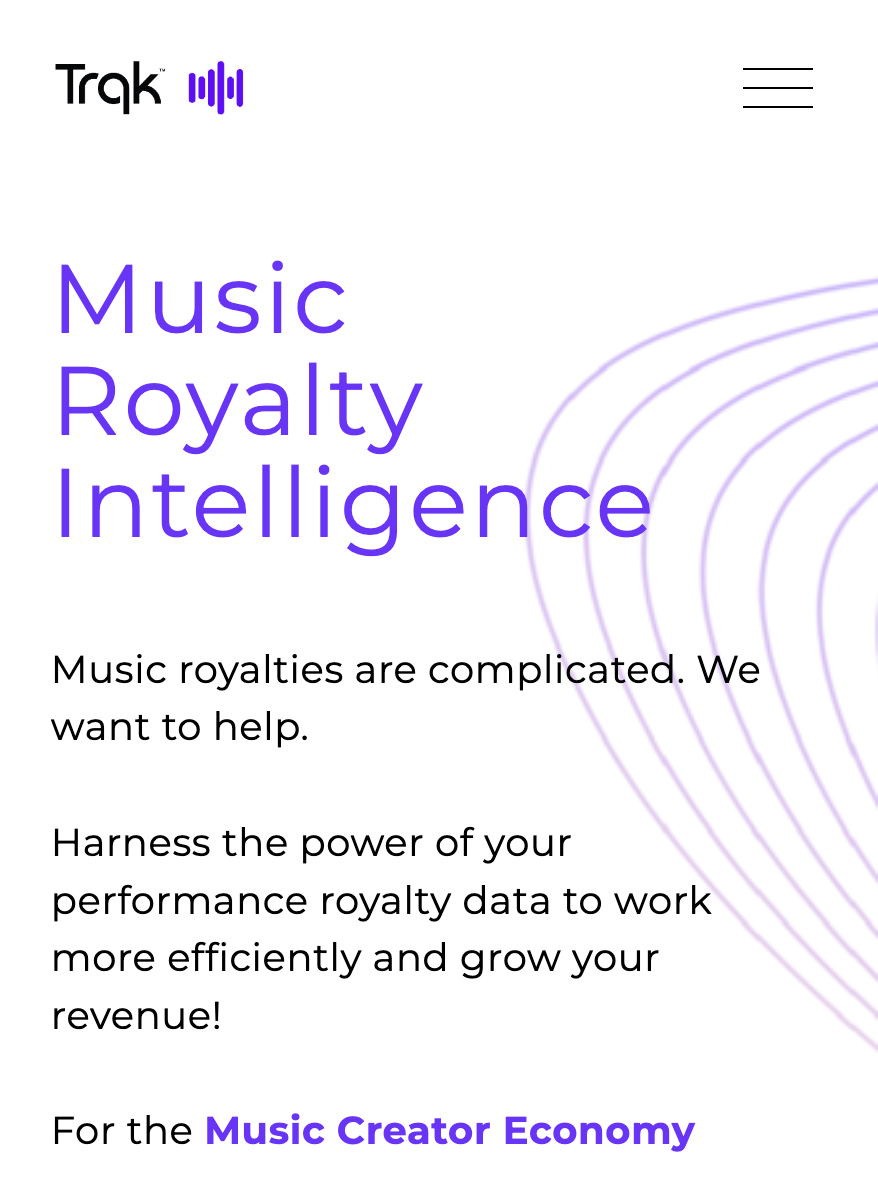 Trqk™
Music
Royalty
Intelligence
Music royalties are complicated. We
want to help.
Harness the power of your
performance royalty data to work
more efficiently and grow your
revenue!
For the Music Creator Economy